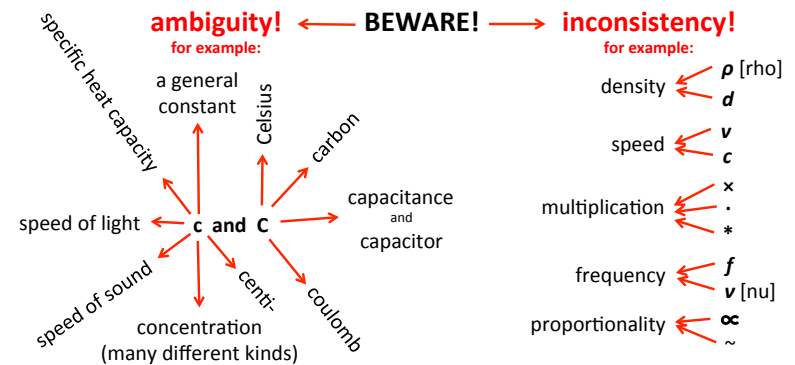 ambiguity! BEWARE! inconsistency!
for example: for example:
specific heat capacity
a general
constant
Celsius
carbon
speed of light
c and C
capacitance
and
capacitor
speed of sound
centi-
coulomb
concentration
(many different kinds)
density
ρ [rho]
d
speed
v
c
multiplication
×
·
*
frequency
f
ν [nu]
proportionality
∝
~